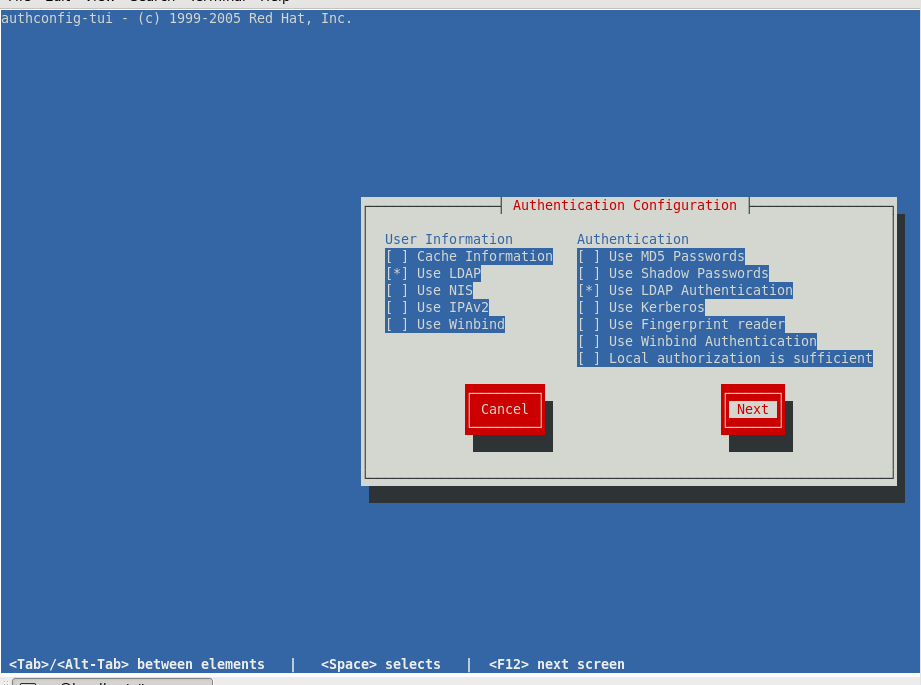 authconfig-tui - (c) 1999-2005 Red Hat, Inc.
Authentication Configuration
User Information
[ ] Cache Information
[*] Use LDAP
[ ] Use NIS
[ ] Use IPAv2
[ ] Use Winbind
Authentication
[ ] Use MD5 Passwords
[ ] Use Shadow Passwords
[*] Use LDAP Authentication
[ ] Use Kerberos
[ ] Use Fingerprint reader
[ ] Use Winbind Authentication
[ ] Local authorization is sufficient
Cancel
Next
<Tab>/<Alt-Tab> between elements | <Space> selects | <F12> next screen